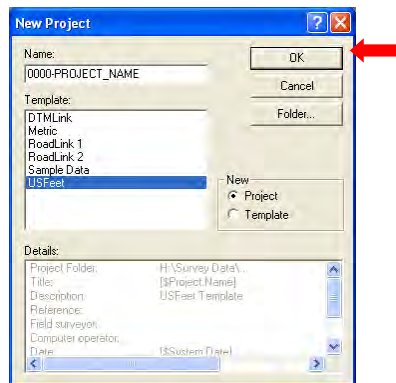 New Project
Name:
0000-PROJECT_NAME
OK
Cancel
Folder...
Template:
DTMLink
Metric
RoadLink 1
RoadLink 2
Sample Data
USFeet
New
Project
Template
Details:
Project Folder: H:\Survey Data\..
Title: [$Project.Name]
Description: USFeet Template
Reference:
Field surveyor:
Computer operator:
Date: [$System.Date]